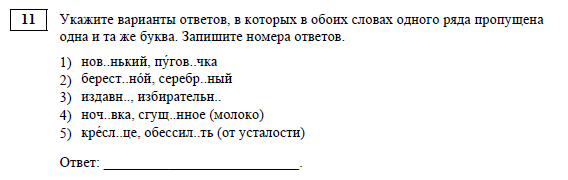 11 Укажите варианты ответов, в которых в обоих словах одного ряда пропущена
одна и та же буква. Запишите номера ответов.
1) нов..нький, пу́гов..чка
2) берест..но́й, серебр..ный
3) издавн.., избирательн..
4) ноч..вка, сгущ..нное (молоко)
5) кре́сл..це, обессил..ть (от усталости)
Ответ: ___________________________.